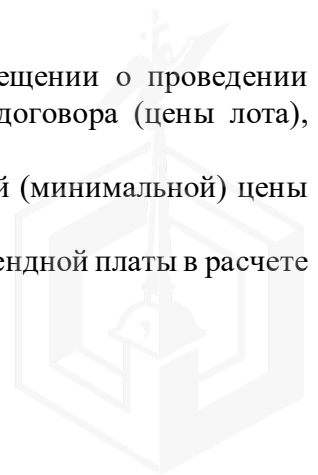 ещении о проведении
договора (цены лота),
й (минимальной) цены
ендной платы в расчете